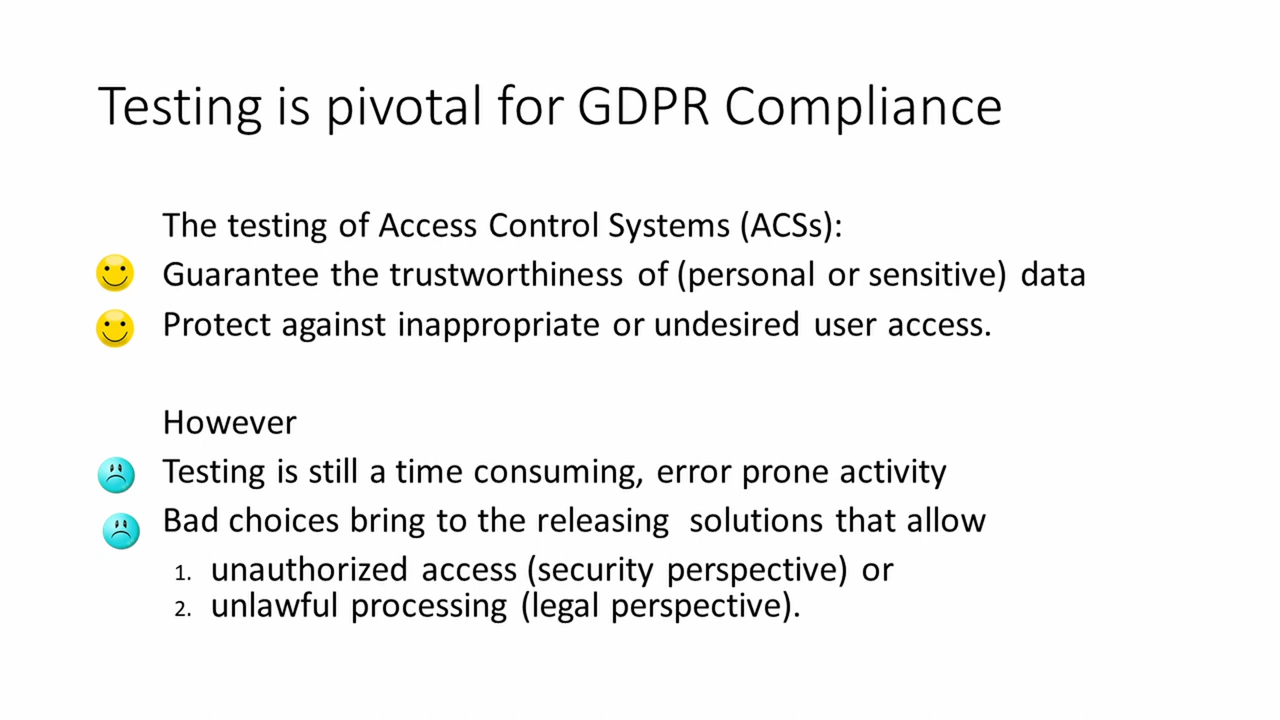 Testing is pivotal for GDPR Compliance
The testing of Access Control Systems (ACSs):
Guarantee the trustworthiness of (personal or sensitive) data
Protect against inappropriate or undesired user access.
However
Testing is still a time consuming, error prone activity
Bad choices bring to the releasing solutions that allow
1. unauthorized access (security perspective) or
2. unlawful processing (legal perspective).